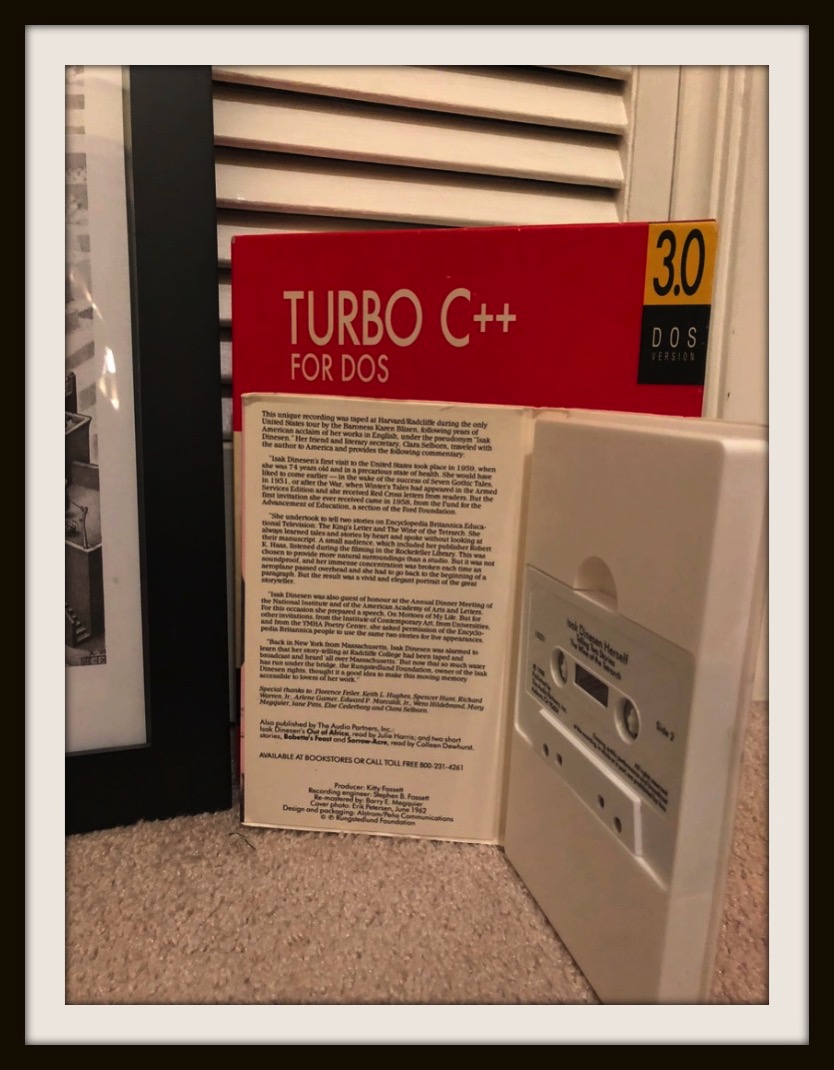 TURBO C++
FOR DOS
3.0
DOS
VERSION
This unique recording was taped at Harvard/Radcliffe during the only
United States tour by the Baroness Karen Blixen, following years of
American acclaim of her works in English, under the pseudonym "Isak
Dinesen." Her friend and literary secretary, Clara Selborn, traveled with
the author to America and provides the following commentary:
"Isak Dinesen's first visit to the United States took place in 1959, when
she was 74 years old and in a precarious state of health. She would have
liked to come earlier — in the wake of the success of Seven Gothic Tales,
in 1931, or after the War, when Winter's Tales had appeared in the Armed
Services Edition and she received Red Cross letters from readers. But the
first invitation she ever received came in 1958, from the Fund for the
Advancement of Education, a section of the Ford Foundation.
"She undertook to tell two stories on Encyclopedia Britannica Educa-
tional Television: The King's Letter and The Wine of the Tetrarch. She
always learned tales and stories by heart and spoke without looking at
their manuscript. A small audience, which included her publisher Robert
K. Haas, listened during the filming in the Rockefeller Library. This was
chosen to provide more natural surroundings than a studio. But it was not
soundproof, and her immense concentration was broken each time an
aeroplane passed overhead and she had to go back to the beginning of a
paragraph. But the result was a vivid and elegant portrait of the great
storyteller.
"Isak Dinesen was also guest of honour at the Annual Dinner Meeting of
the National Institute and of the American Academy of Arts and Letters.
For this occasion she prepared a speech, On Mottoes of My Life. But for
other invitations, from the Institute of Contemporary Art, from Universities,
and from the YMHA Poetry Center, she asked permission of the Encyclo-
pedia Britannica people to use the same two stories for live appearances.
"Back in New York from Massachusetts, Isak Dinesen was alarmed to
learn that her story-telling at Radcliffe College had been taped and
broadcast and heard 'all over Massachusetts.' But now that so much water
has run under the bridge, the Rungstedlund Foundation, owner of the Isak
Dinesen rights, thought it a good idea to make this moving memory
accessible to lovers of her work."
Special thanks to: Florence Feiler, Keith L. Hughes, Spencer Hunt, Richard
Warren, Jr., Arlene Gumer, Edward P. Marcaldi, Jr., Wess Hildebrand, Mary
Megquier, Jane Pitts, Else Cederborg and Clara Selborn.
Also published by The Audio Partners, Inc.,
Isak Dinesen's Out of Africa, read by Julie Harris; and two short
stories, Babette's Feast and Sorrow-Acre, read by Colleen Dewhurst.
AVAILABLE AT BOOKSTORES OR CALL TOLL FREE 800-231-4261
Producer: Kitty Fassett
Recording engineer: Stephen B. Fassett
Re-mastered by: Barry E. Megquier
Cover photo: Erik Petersen, June 1962
Design and packaging: Alstrom/Peña Communications
© ℗ Rungstedlund Foundation
Isak Dinesen Herself
Telling Two Stories
The Wine of the Tetrarch
Side 2